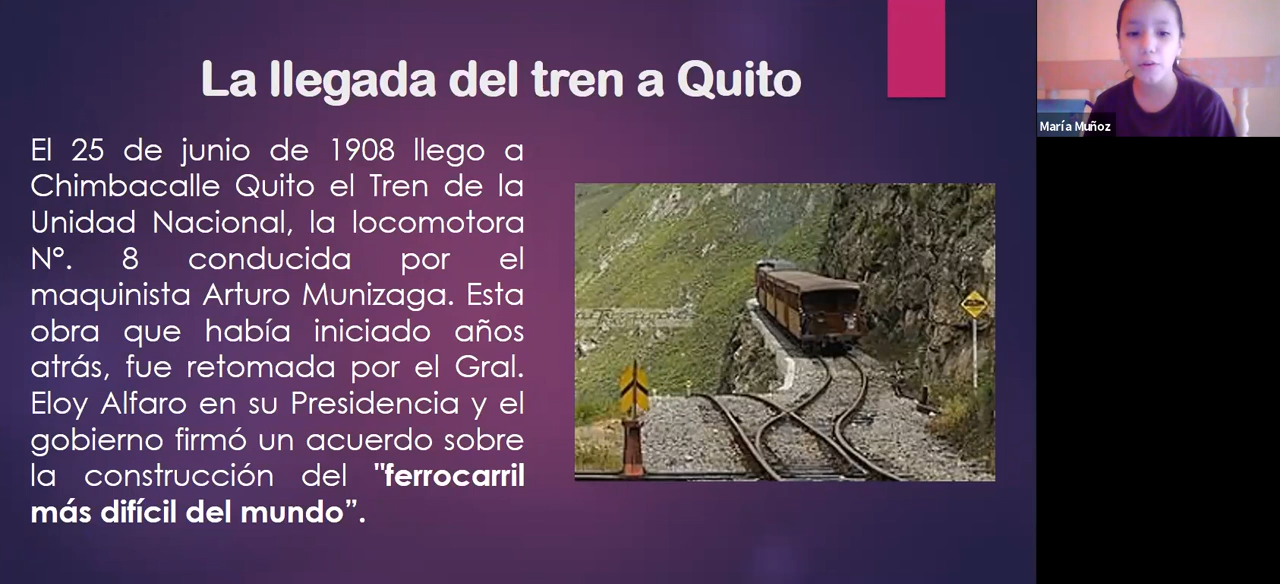 La llegada del tren a Quito
El 25 de junio de 1908 llego a
Chimbacalle Quito el Tren de la
Unidad Nacional, la locomotora
Nº. 8 conducida por el
maquinista Arturo Munizaga. Esta
obra que había iniciado años
atrás, fue retomada por el Gral.
Eloy Alfaro en su Presidencia y el
gobierno firmó un acuerdo sobre
la construcción del "ferrocarril
más difícil del mundo”.
María Muñoz